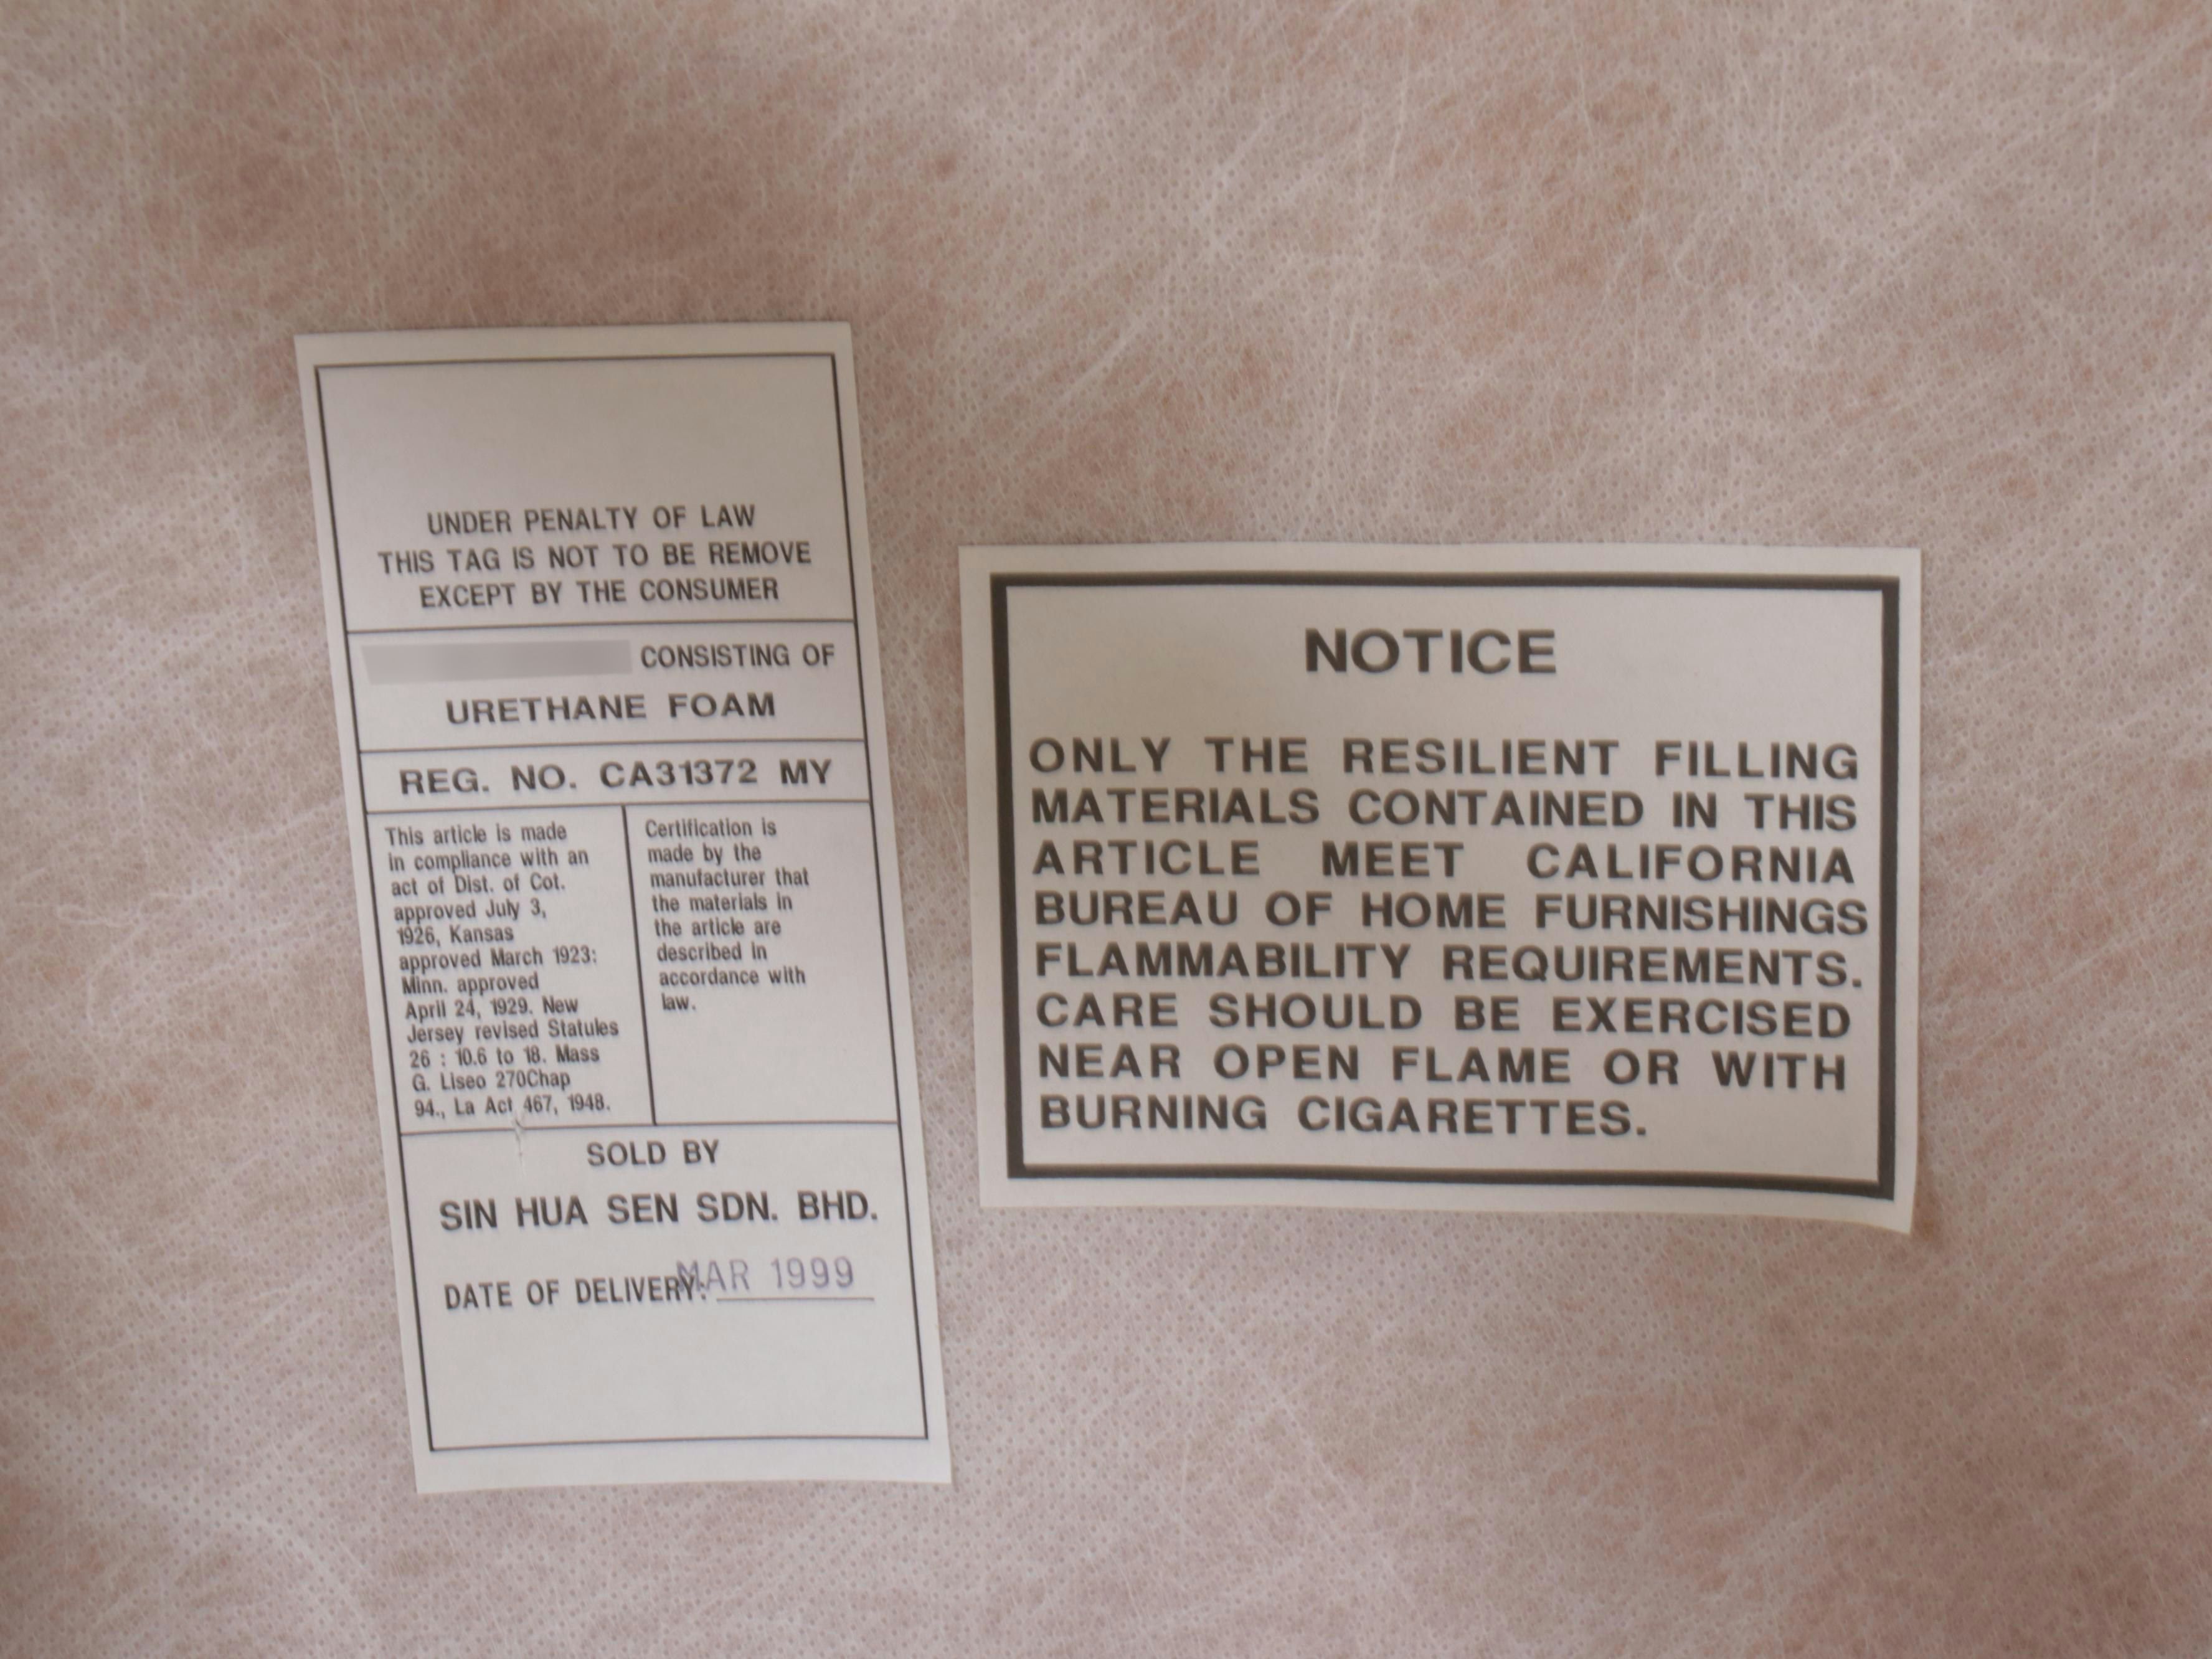 UNDER PENALTY OF LAW
THIS TAG IS NOT TO BE REMOVE
EXCEPT BY THE CONSUMER
CONSISTING OF
URETHANE FOAM
REG. NO. CA31372 MY
This article is made
in compliance with an
act of Dist. of Cot.
approved July 3,
1926, Kansas
approved March 1923:
Minn. approved
April 24, 1929. New
Jersey revised Statules
26 : 10.6 to 18. Mass
G. Liseo 270Chap
94., La Act 467, 1948.
Certification is
made by the
manufacturer that
the materials in
the article are
described in
accordance with
law.
SOLD BY
SIN HUA SEN SDN. BHD.
DATE OF DELIVERY: MAR 1999
NOTICE
ONLY THE RESILIENT FILLING
MATERIALS CONTAINED IN THIS
ARTICLE MEET CALIFORNIA
BUREAU OF HOME FURNISHINGS
FLAMMABILITY REQUIREMENTS.
CARE SHOULD BE EXERCISED
NEAR OPEN FLAME OR WITH
BURNING CIGARETTES.